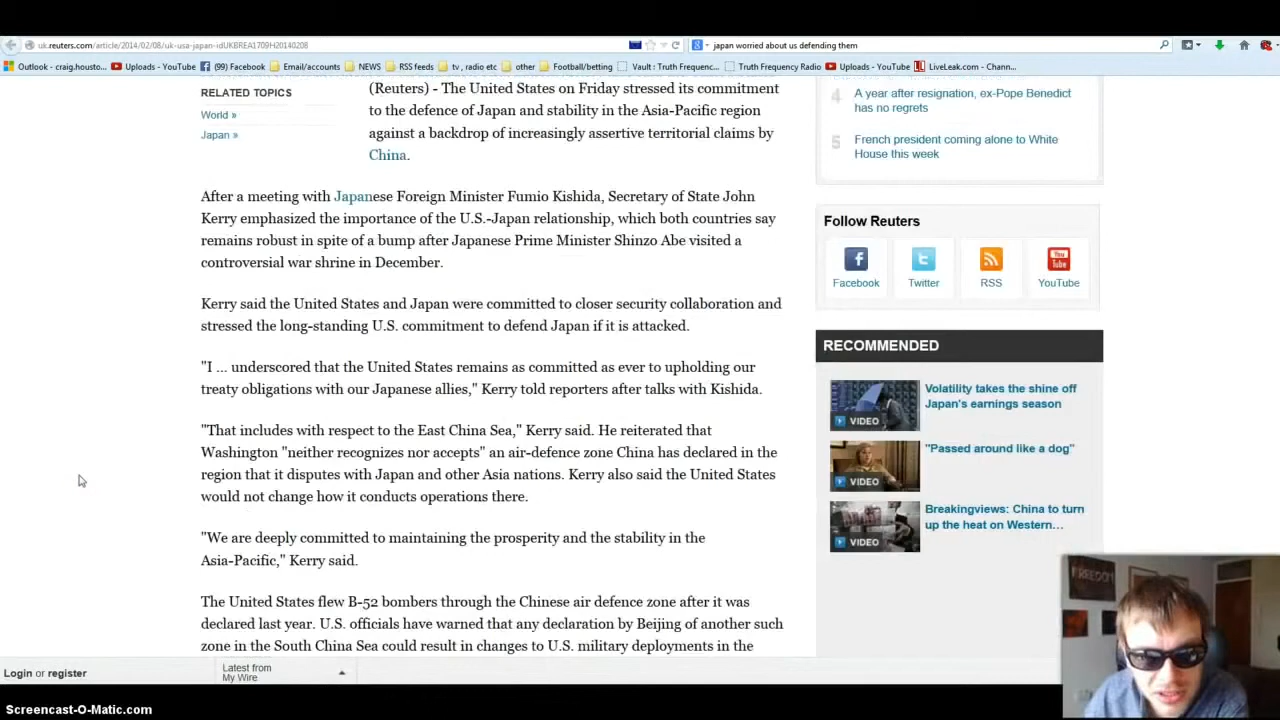 uk.reuters.com/article/2014/02/08/uk-usa-japan-idUKBREA1709H20140208
japan worried about us defending them
Outlook - craig.housto...
Uploads - YouTube
(99) Facebook
Email/accounts
NEWS
RSS feeds
tv , radio etc
other
Football/betting
Vault : Truth Frequenc...
Truth Frequency Radio
Uploads - YouTube
LiveLeak.com - Chann...
RELATED TOPICS
World »
Japan »
(Reuters) - The United States on Friday stressed its commitment
to the defence of Japan and stability in the Asia-Pacific region
against a backdrop of increasingly assertive territorial claims by
China.
After a meeting with Japanese Foreign Minister Fumio Kishida, Secretary of State John
Kerry emphasized the importance of the U.S.-Japan relationship, which both countries say
remains robust in spite of a bump after Japanese Prime Minister Shinzo Abe visited a
controversial war shrine in December.
Kerry said the United States and Japan were committed to closer security collaboration and
stressed the long-standing U.S. commitment to defend Japan if it is attacked.
"I ... underscored that the United States remains as committed as ever to upholding our
treaty obligations with our Japanese allies," Kerry told reporters after talks with Kishida.
"That includes with respect to the East China Sea," Kerry said. He reiterated that
Washington "neither recognizes nor accepts" an air-defence zone China has declared in the
region that it disputes with Japan and other Asia nations. Kerry also said the United States
would not change how it conducts operations there.
"We are deeply committed to maintaining the prosperity and the stability in the
Asia-Pacific," Kerry said.
The United States flew B-52 bombers through the Chinese air defence zone after it was
declared last year. U.S. officials have warned that any declaration by Beijing of another such
zone in the South China Sea could result in changes to U.S. military deployments in the
4
A year after resignation, ex-Pope Benedict
has no regrets
5
French president coming alone to White
House this week
Follow Reuters
Facebook
Twitter
RSS
YouTube
RECOMMENDED
VIDEO
Volatility takes the shine off
Japan's earnings season
VIDEO
"Passed around like a dog"
VIDEO
Breakingviews: China to turn
up the heat on Western...
FREEDOM
Login or register
Latest from
My Wire
Screencast-O-Matic.com